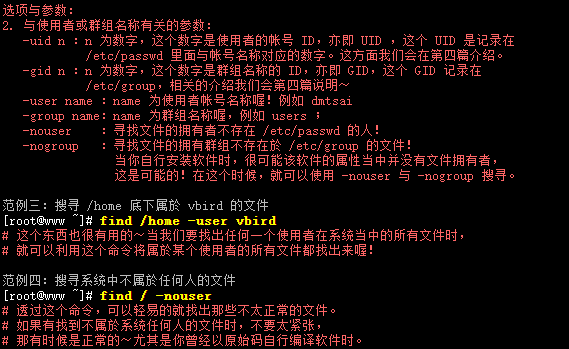 选项与参数:
2. 与使用者或群组名称有关的参数:
-uid n ：n 为数字，这个数字是使用者的帐号 ID，亦即 UID ，这个 UID 是记录在
/etc/passwd 里面与帐号名称对应的数字。这方面我们会在第四篇介绍。
-gid n ：n 为数字，这个数字是群组名称的 ID，亦即 GID，这个 GID 记录在
/etc/group，相关的介绍我们会第四篇说明～
-user name ：name 为使用者帐号名称喔！例如 dmtsai
-group name：name 为群组名称喔，例如 users ；
-nouser ：寻找文件的拥有者不存在 /etc/passwd 的人！
-nogroup ：寻找文件的拥有群组不存在於 /etc/group 的文件！
当你自行安装软件时，很可能该软件的属性当中并没有文件拥有者，
这是可能的！在这个时候，就可以使用 -nouser 与 -nogroup 搜寻。
范例三：搜寻 /home 底下属於 vbird 的文件
[root@www ~]# find /home -user vbird
# 这个东西也很有用的～当我们要找出任何一个使用者在系统当中的所有文件时，
# 就可以利用这个命令将属於某个使用者的所有文件都找出来喔！
范例四：搜寻系统中不属於任何人的文件
[root@www ~]# find / -nouser
# 透过这个命令，可以轻易的就找出那些不太正常的文件。
# 如果有找到不属於系统任何人的文件时，不要太紧张，
# 那有时候是正常的～尤其是你曾经以原始码自行编译软件时。